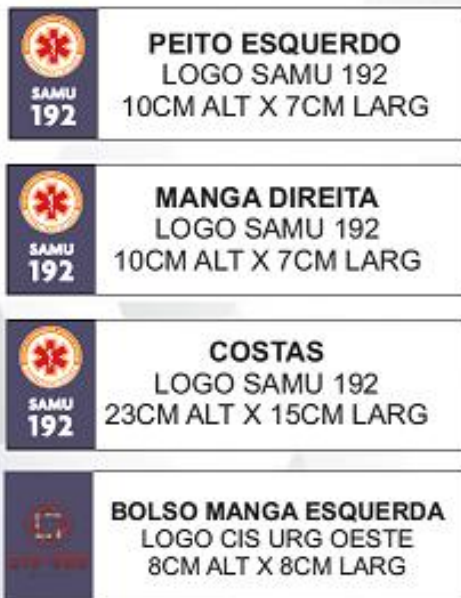 SAMU
192
PEITO ESQUERDO
LOGO SAMU 192
10CM ALT X 7CM LARG
SAMU
192
MANGA DIREITA
LOGO SAMU 192
10CM ALT X 7CM LARG
SAMU
192
COSTAS
LOGO SAMU 192
23CM ALT X 15CM LARG
BOLSO MANGA ESQUERDA
LOGO CIS URG OESTE
8CM ALT X 8CM LARG